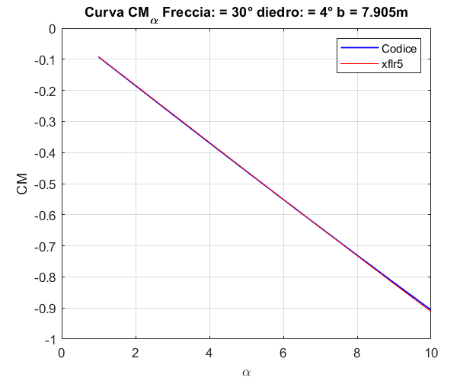 Curva CM_α Freccia: = 30° diedro: = 4° b = 7.905m
Codice
xflr5
0
-0.1
-0.2
-0.3
-0.4
-0.5
-0.6
-0.7
-0.8
-0.9
-1
CM
0 2 4 6 8 10
α